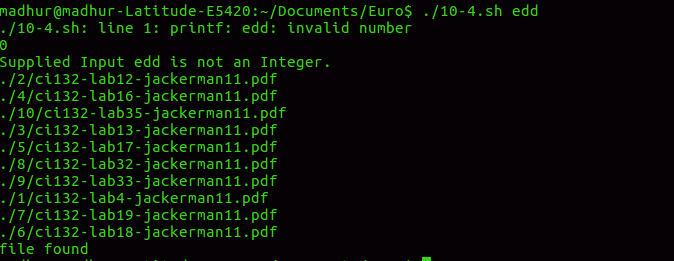 madhur@madhur-Latitude-E5420:~/Documents/Euro$ ./10-4.sh edd
./10-4.sh: line 1: printf: edd: invalid number
0
Supplied Input edd is not an Integer.
./2/ci132-lab12-jackerman11.pdf
./4/ci132-lab16-jackerman11.pdf
./10/ci132-lab35-jackerman11.pdf
./3/ci132-lab13-jackerman11.pdf
./5/ci132-lab17-jackerman11.pdf
./8/ci132-lab32-jackerman11.pdf
./9/ci132-lab33-jackerman11.pdf
./1/ci132-lab4-jackerman11.pdf
./7/ci132-lab19-jackerman11.pdf
./6/ci132-lab18-jackerman11.pdf
file found